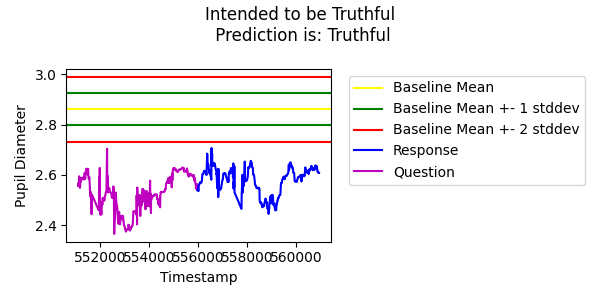 Intended to be Truthful
Prediction is: Truthful
3.0
2.8
2.6
2.4
Pupil Diameter
552000
554000
556000
558000
560000
Timestamp
Baseline Mean
Baseline Mean +- 1 stddev
Baseline Mean +- 2 stddev
Response
Question